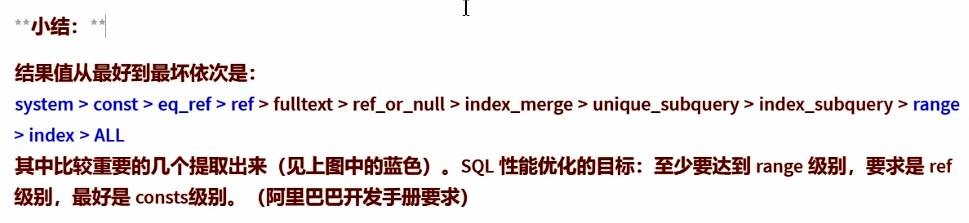 **小结：**
结果值从最好到最坏依次是：
system > const > eq_ref > ref > fulltext > ref_or_null > index_merge > unique_subquery > index_subquery > range
> index > ALL
其中比较重要的几个提取出来（见上图中的蓝色）。SQL 性能优化的目标：至少要达到 range 级别，要求是 ref
级别，最好是 consts级别。（阿里巴巴开发手册要求）